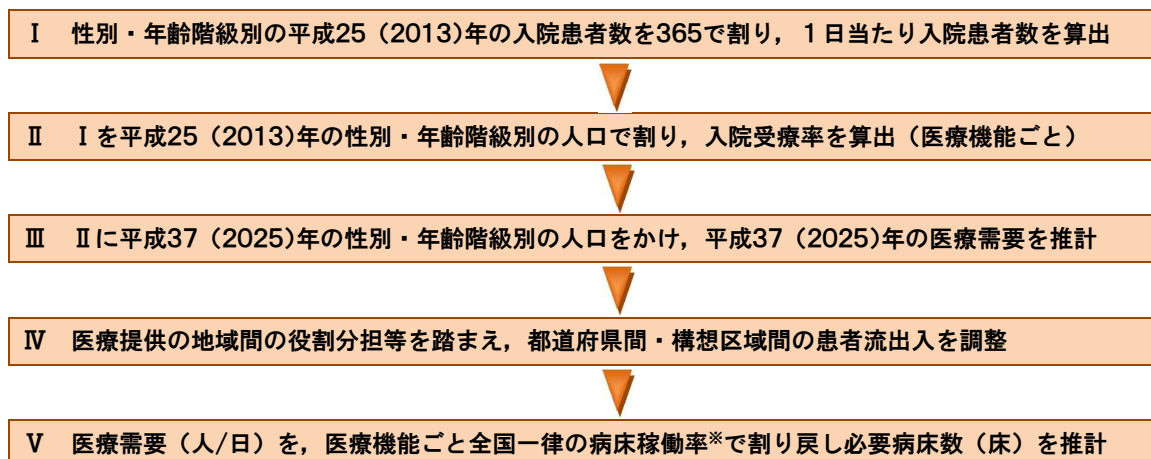 Ⅰ 性別・年齢階級別の平成25（2013)年の入院患者数を365で割り，１日当たり入院患者数を算出
Ⅱ Ⅰを平成25（2013)年の性別・年齢階級別の人口で割り，入院受療率を算出（医療機能ごと）
Ⅲ Ⅱに平成37（2025)年の性別・年齢階級別の人口をかけ，平成37（2025)年の医療需要を推計
Ⅳ 医療提供の地域間の役割分担等を踏まえ，都道府県間・構想区域間の患者流出入を調整
Ⅴ 医療需要（人/日）を，医療機能ごと全国一律の病床稼働率※で割り戻し必要病床数（床）を推計